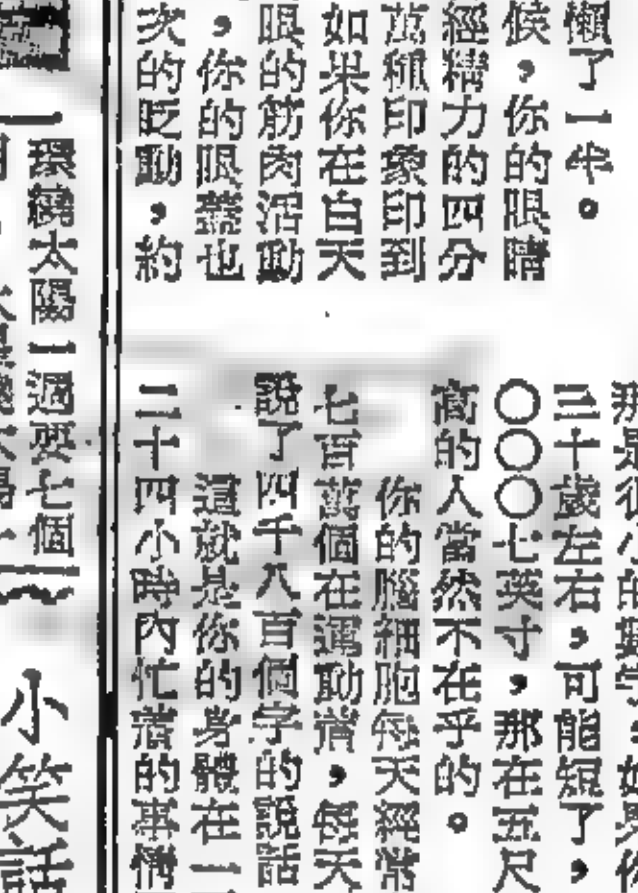 懶了一半。
候，你的眼睛
經精力的四分
萬種印象印到
如果你在白天
眼的筋肉活動
，你的眼蓋也
次的眨動，約
三十歲左右，可能短了，
〇〇〇七英寸，那在五尺
高的人當然不在乎的。
你的腦細胞每天經常
七百萬個在運動着，每天
說了四千八百個字的說話
這就是你的身體在一
二十四小時內忙着的事情
環繞太陽一週要七個
小笑話